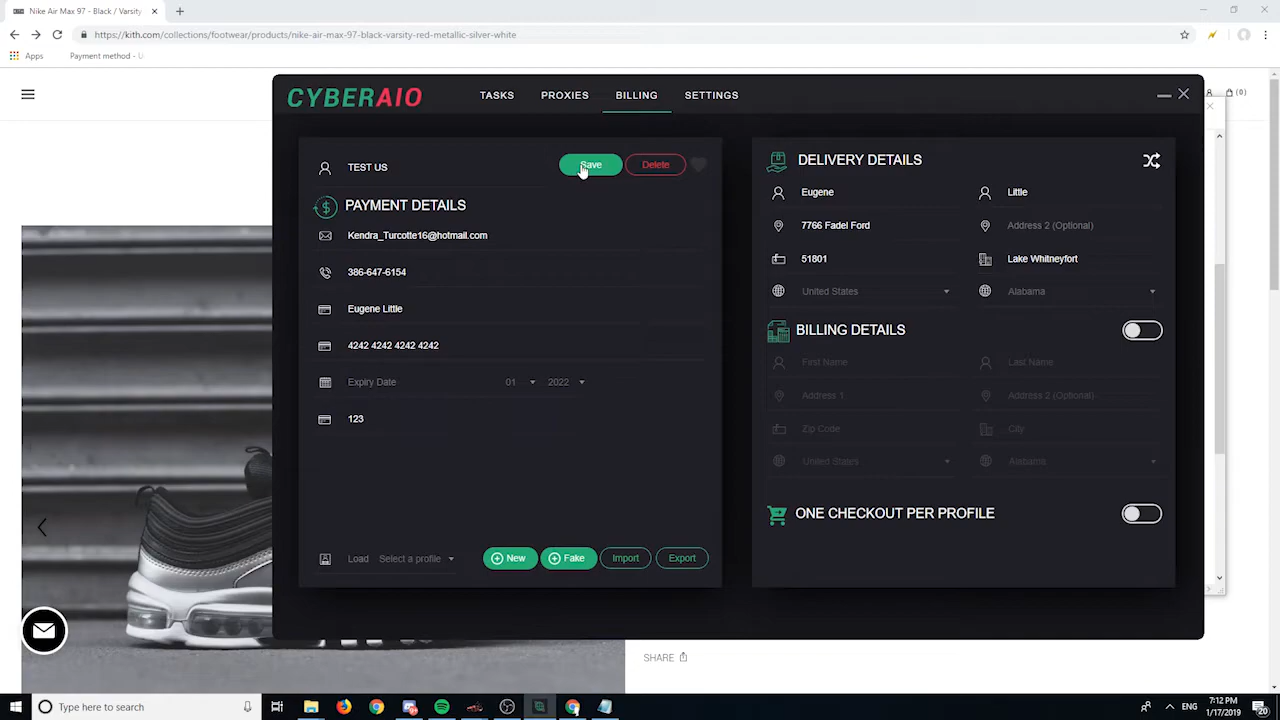 Nike Air Max 97 - Black / Varsity
https://kith.com/collections/footwear/products/nike-air-max-97-black-varsity-red-metallic-silver-white
Apps
Payment method - U
(0)
CYBERAIO
TASKS
PROXIES
BILLING
SETTINGS
TEST US
Save
Delete
PAYMENT DETAILS
Kendra_Turcotte16@hotmail.com
386-647-6154
Eugene Little
4242 4242 4242 4242
Expiry Date
01
2022
123
Load
Select a profile
New
Fake
Import
Export
DELIVERY DETAILS
Eugene
Little
7766 Fadel Ford
Address 2 (Optional)
51801
Lake Whitneyfort
United States
Alabama
BILLING DETAILS
First Name
Last Name
Address 1
Address 2 (Optional)
Zip Code
City
United States
Alabama
ONE CHECKOUT PER PROFILE
SHARE
Type here to search
ENG
7:12 PM
1/17/2019
20